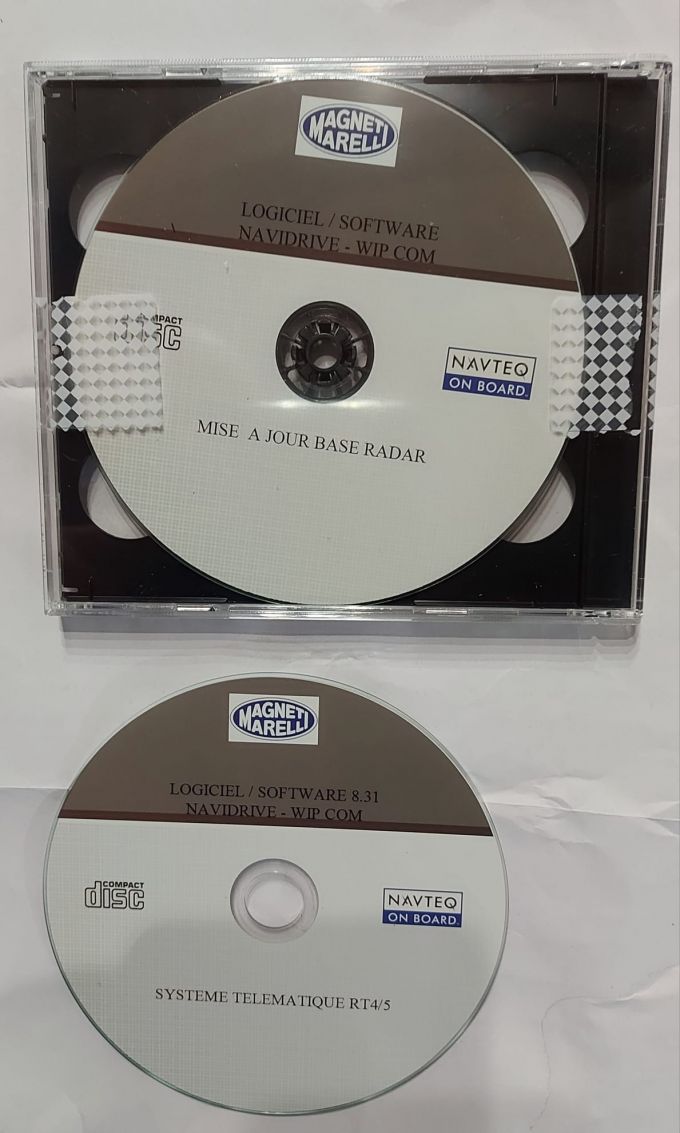 MAGNETI
MARELLI
LOGICIEL / SOFTWARE
NAVIDRIVE - WIP COM
NAVTEQ
ON BOARD
MISE A JOUR BASE RADAR
MAGNETI
MARELLI
LOGICIEL / SOFTWARE 8.31
NAVIDRIVE - WIP COM
COMPACT
disc
NAVTEQ
ON BOARD
SYSTEME TELEMATIQUE RT4/5